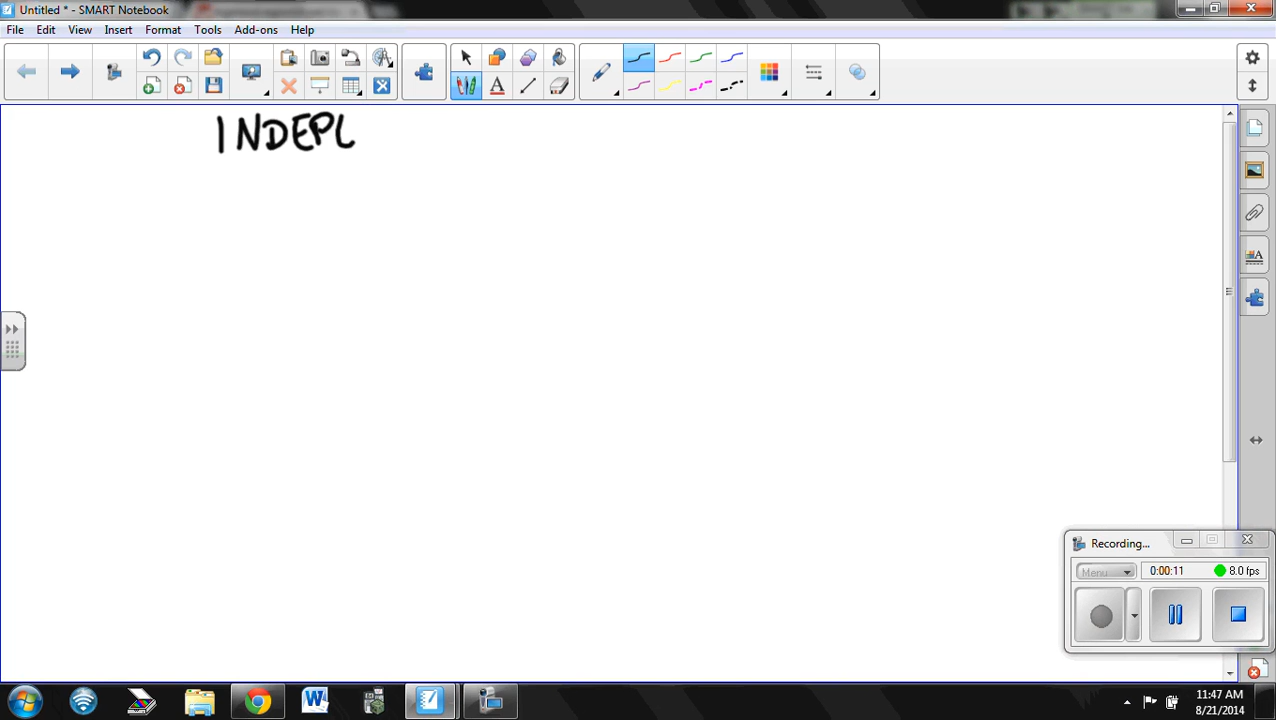 Untitled * - SMART Notebook
File Edit View Insert Format Tools Add-ons Help
INDEPL
Recording...
Menu 0:00:11 8.0 fps
11:47 AM
8/21/2014